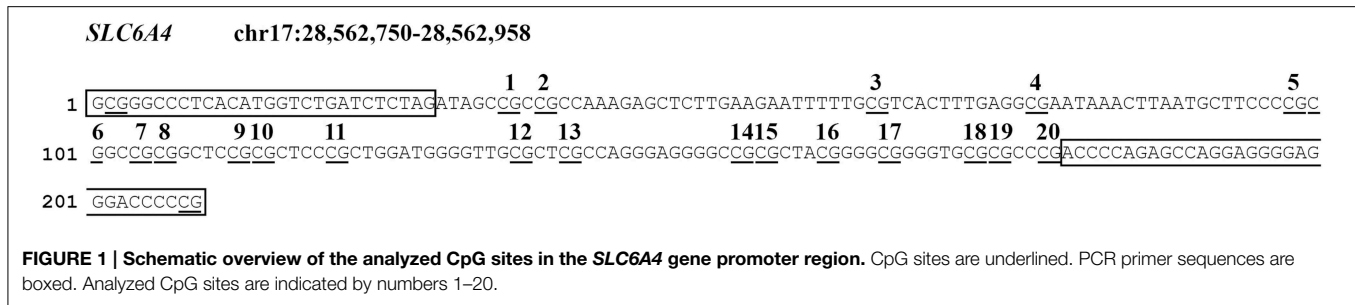 SLC6A4 chr17:28,562,750-28,562,958
1 2 3 4 5
1 GCGGGCCCTCACATGGTCTGATCTCTAGATAGCCGCCGCCAAAGAGCTCTTGAAGAATTTTTGCGTCACTTTGAGGCGAATAAACTTAATGCTTCCCCGC
6 7 8 9 10 11 12 13 14 15 16 17 18 19 20
101 GGCCGCGGCTCCGCGCTCCCGCTGGATGGGGTTGCGCTCGCCAGGGAGGGGCCGCGCTACGGGGCGGGGTGCGCGCCCGACCCCAGAGCCAGGAGGGGAG
201 GGACCCCCG
FIGURE 1 | Schematic overview of the analyzed CpG sites in the SLC6A4 gene promoter region. CpG sites are underlined. PCR primer sequences are
boxed. Analyzed CpG sites are indicated by numbers 1–20.